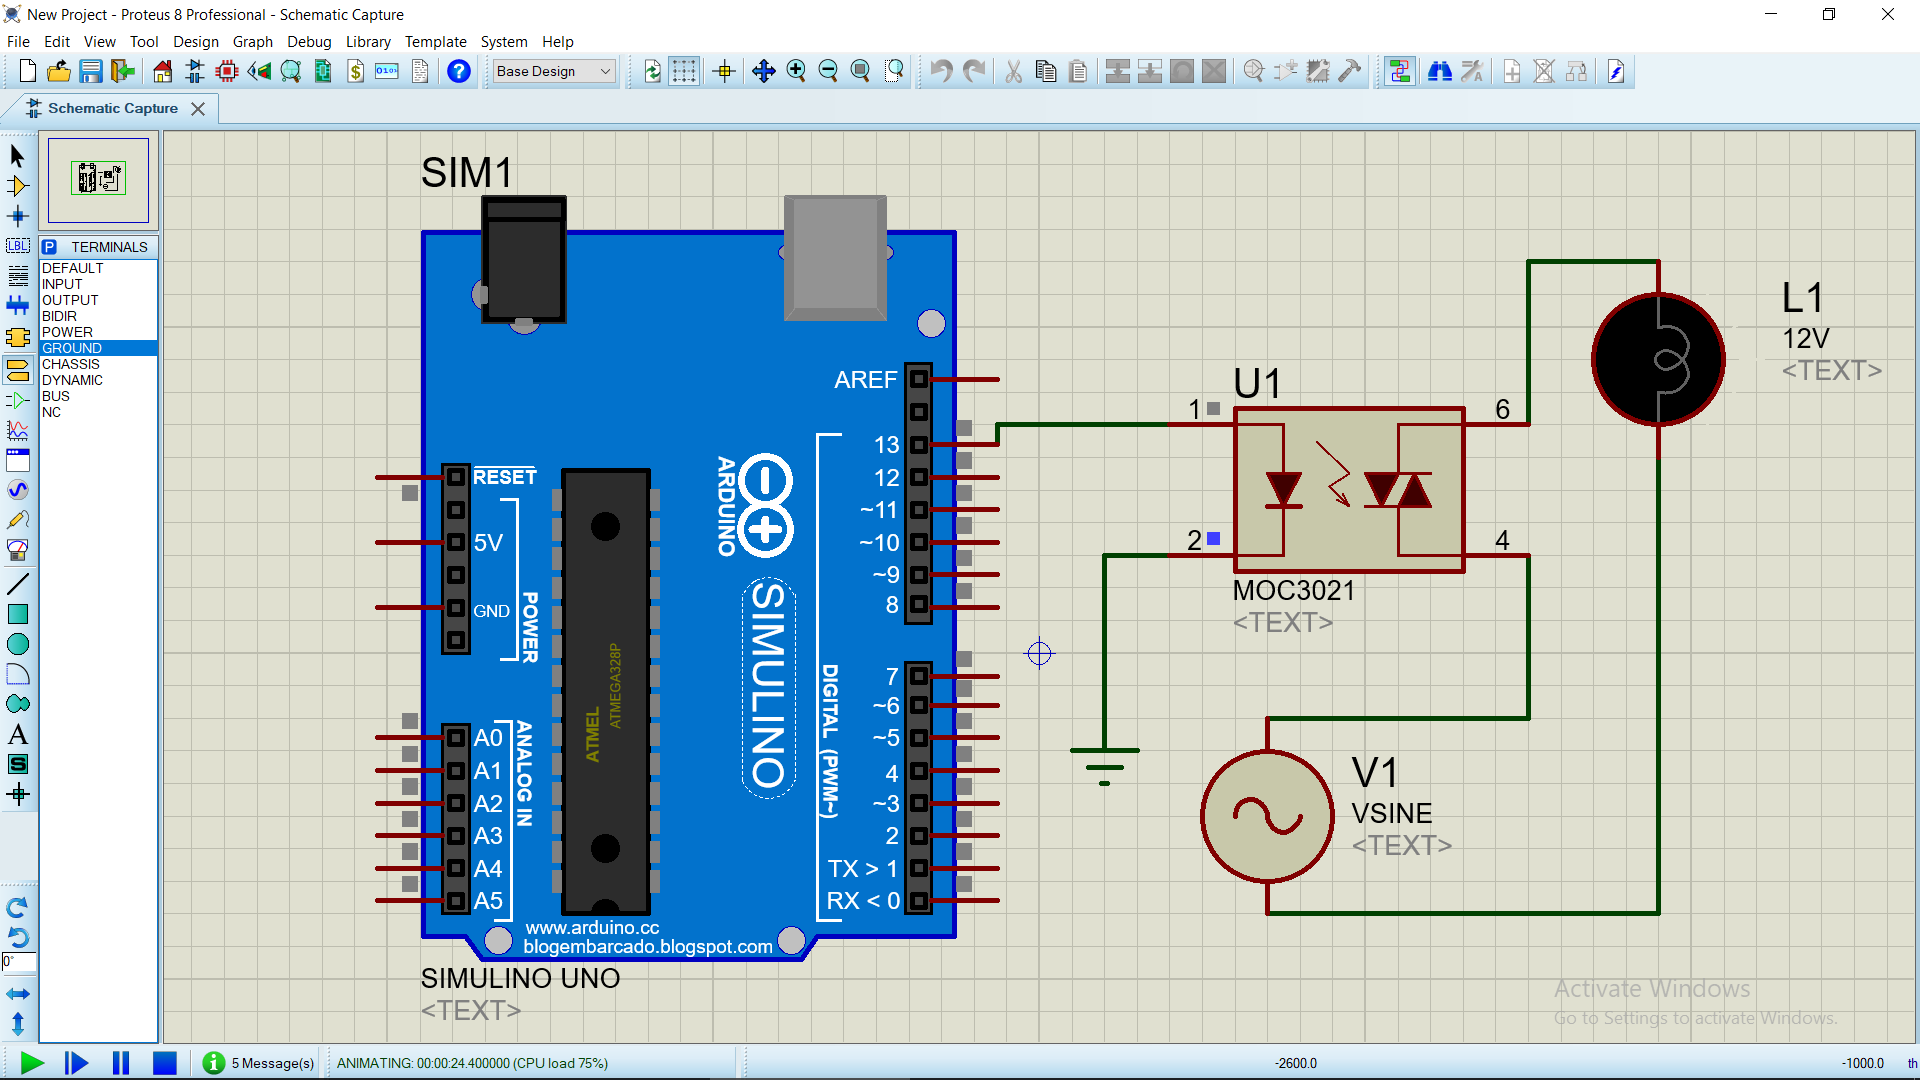 New Project - Proteus 8 Professional - Schematic Capture
File Edit View Tool Design Graph Debug Library Template System Help
Base Design
Schematic Capture
TERMINALS
DEFAULT
INPUT
OUTPUT
BIDIR
POWER
GROUND
CHASSIS
DYNAMIC
BUS
NC
LBL
0°
SIM1
AREF
13
12
~11
~10
~9
8
7
~6
~5
4
~3
2
TX > 1
RX < 0
RESET
5V
GND
POWER
A0
A1
A2
A3
A4
A5
ANALOG IN
ATMEL
ATMEGA328P
ARDUINO
SIMULINO
DIGITAL (PWM~)
www.arduino.cc
blogembarcado.blogspot.com
SIMULINO UNO
<TEXT>
U1
1
6
2
4
MOC3021
<TEXT>
L1
12V
<TEXT>
V1
VSINE
<TEXT>
Activate Windows
Go to Settings to activate Windows.
5 Message(s)
ANIMATING: 00:00:24.400000 (CPU load 75%)
-2600.0
-1000.0
th